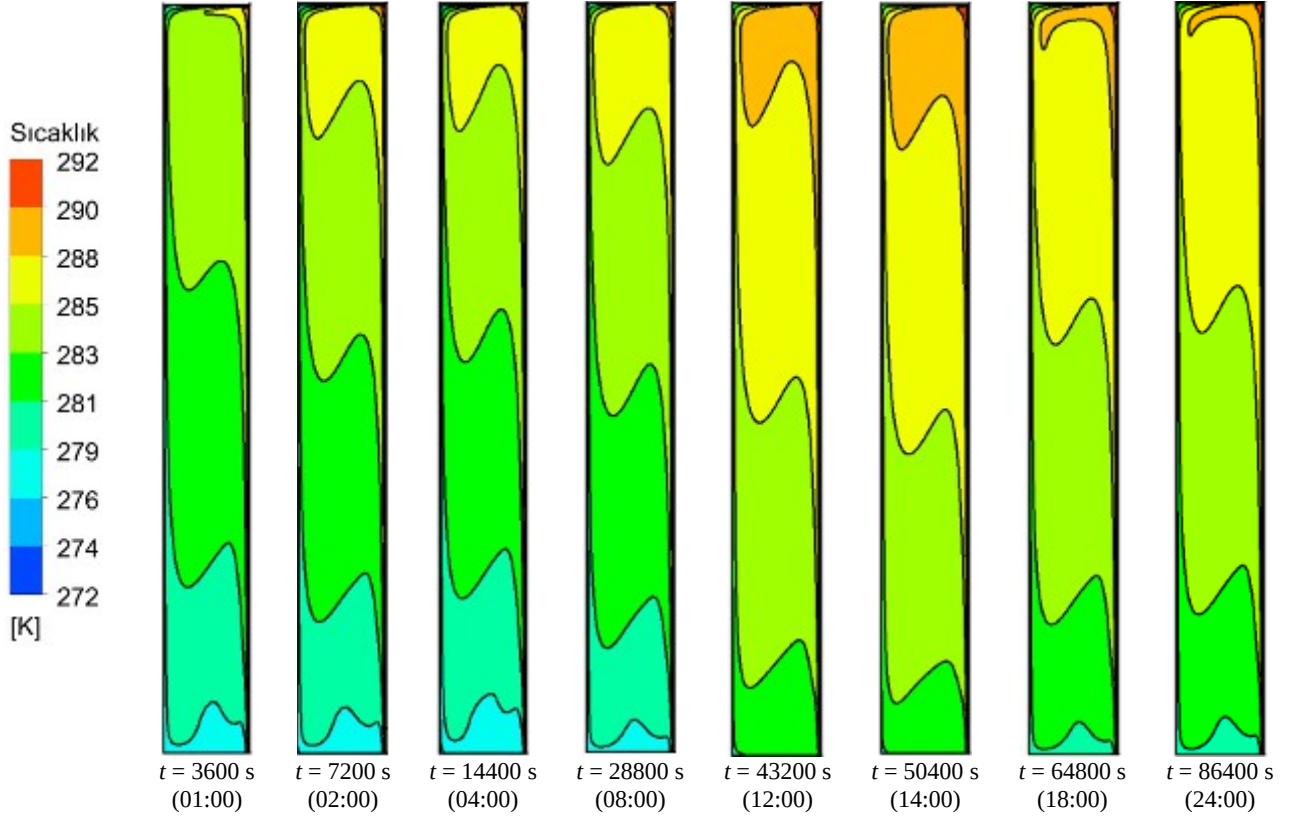 Sıcaklık
292
290
288
285
283
281
279
276
274
272
[K]
t = 3600 s t = 7200 s t = 14400 s t = 28800 s t = 43200 s t = 50400 s t = 64800 s t = 86400 s
(01:00) (02:00) (04:00) (08:00) (12:00) (14:00) (18:00) (24:00)